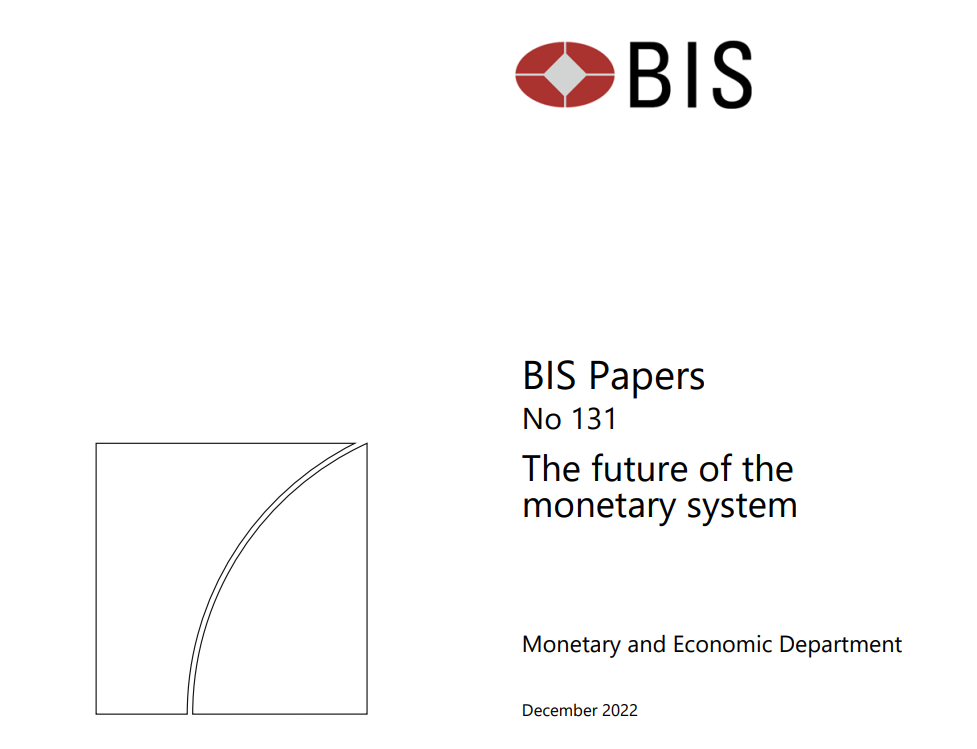 BIS
BIS Papers
No 131
The future of the
monetary system
Monetary and Economic Department
December 2022